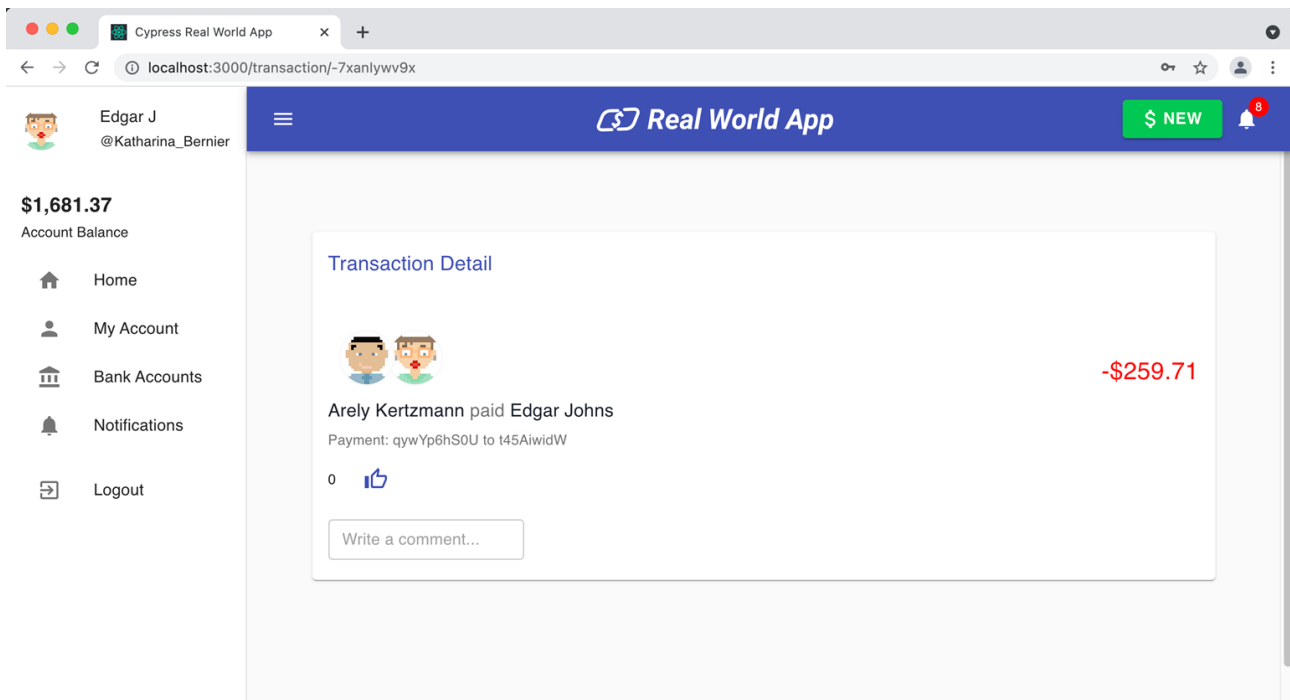 Cypress Real World App
localhost:3000/transaction/-7xanlywv9x
Edgar J
@Katharina_Bernier
$1,681.37
Account Balance
Home
My Account
Bank Accounts
Notifications
Logout
Real World App
$ NEW
8
Transaction Detail
-$259.71
Arely Kertzmann paid Edgar Johns
Payment: qywYp6hS0U to t45AiwidW
0
Write a comment...